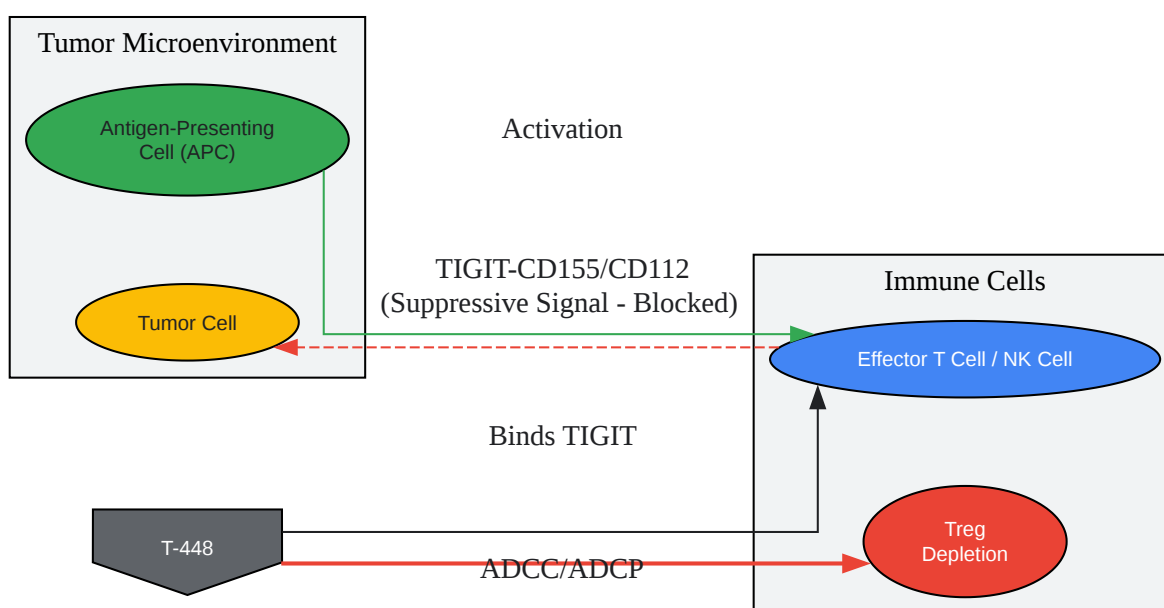 Tumor Microenvironment
Antigen-Presenting
Cell (APC)
Activation
TIGIT-CD155/CD112
(Suppressive Signal - Blocked)
Immune Cells
Tumor Cell
Effector T Cell / NK Cell
Binds TIGIT
T-448
ADCC/ADCP
Treg
Depletion